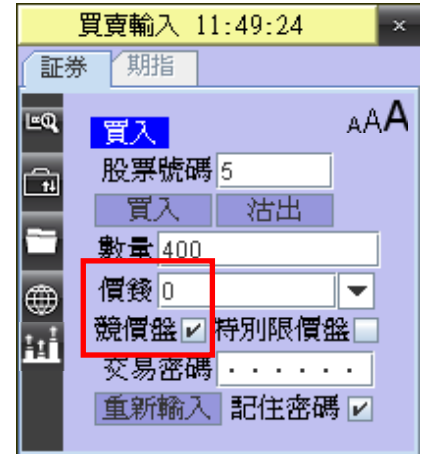 買賣輸入 11:49:24 ×
証券 期指
AAA
買入
股票號碼 5
買入 沽出
數量 400
價錢 0
競價盤 特別限價盤
交易密碼 · · · · · ·
重新輸入 記住密碼